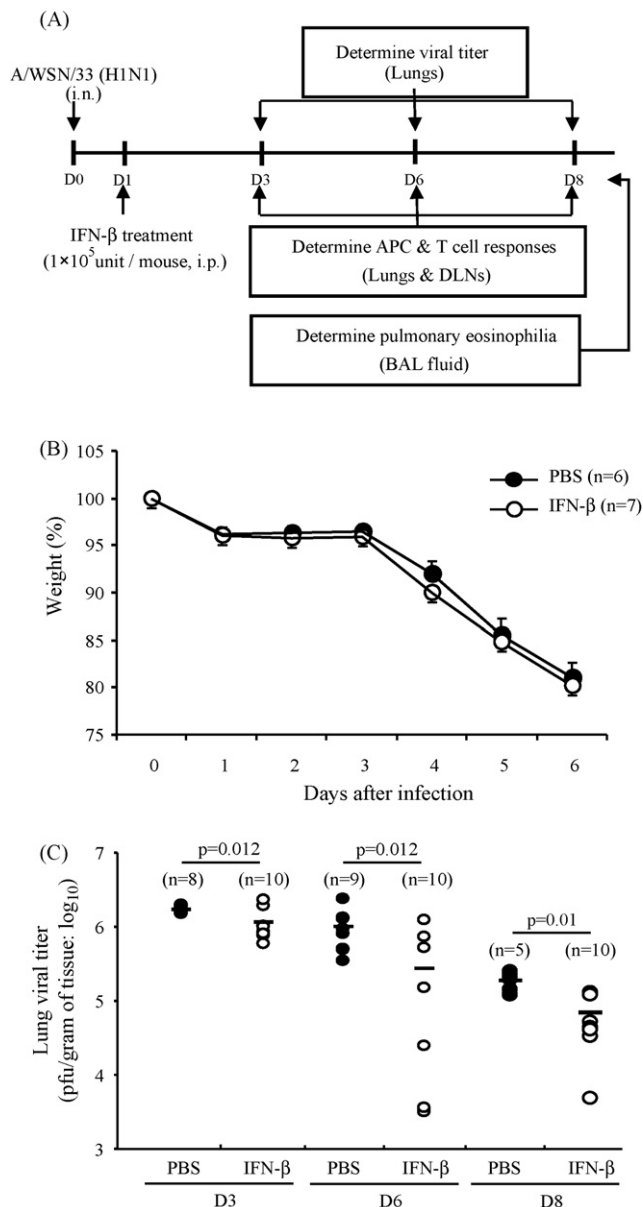 (A)
A/WSN/33 (H1N1)
(i.n.)
Determine viral titer
(Lungs)
D0 D1 D3 D6 D8
IFN-β treatment
(1×10⁵unit / mouse, i.p.)
Determine APC & T cell responses
(Lungs & DLNs)
Determine pulmonary eosinophilia
(BAL fluid)
(B)
105
100
95
90
85
80
75
Weight (%)
PBS (n=6)
IFN-β (n=7)
0 1 2 3 4 5 6
Days after infection
(C)
7
6
5
4
3
Lung viral titer
(pfu/gram of tissue: log₁₀)
p=0.012 p=0.012 p=0.01
(n=8) (n=10) (n=9) (n=10) (n=5) (n=10)
PBS IFN-β PBS IFN-β PBS IFN-β
D3 D6 D8